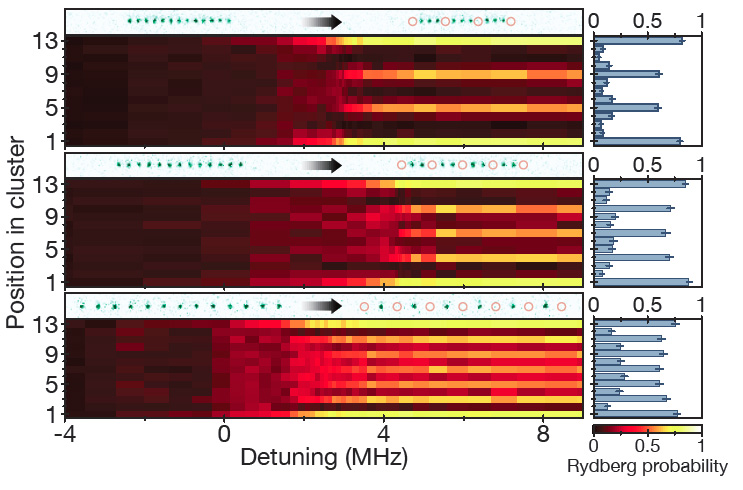 0 0.5 1
13
9
5
1
0 0.5 1
13
9
5
1
0 0.5 1
13
9
5
1
Position in cluster
-4 0 4 8
Detuning (MHz)
0 0.5 1
Rydberg probability